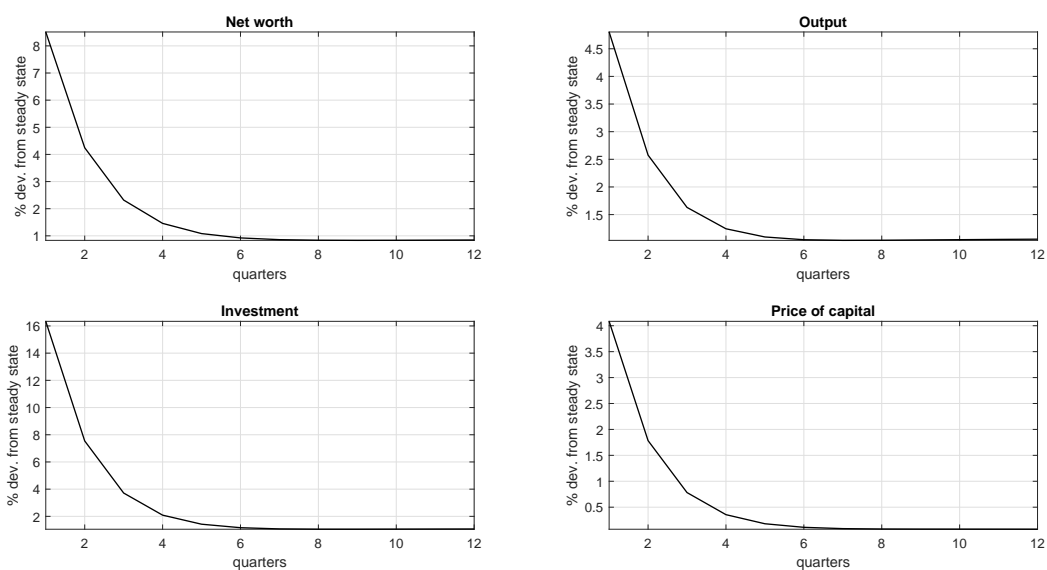 Net worth
8
7
6
5
4
3
2
1
% dev. from steady state
2 4 6 8 10 12
quarters
Output
4.5
4
3.5
3
2.5
2
1.5
% dev. from steady state
2 4 6 8 10 12
quarters
Investment
16
14
12
10
8
6
4
2
% dev. from steady state
2 4 6 8 10 12
quarters
Price of capital
4
3.5
3
2.5
2
1.5
1
0.5
% dev. from steady state
2 4 6 8 10 12
quarters